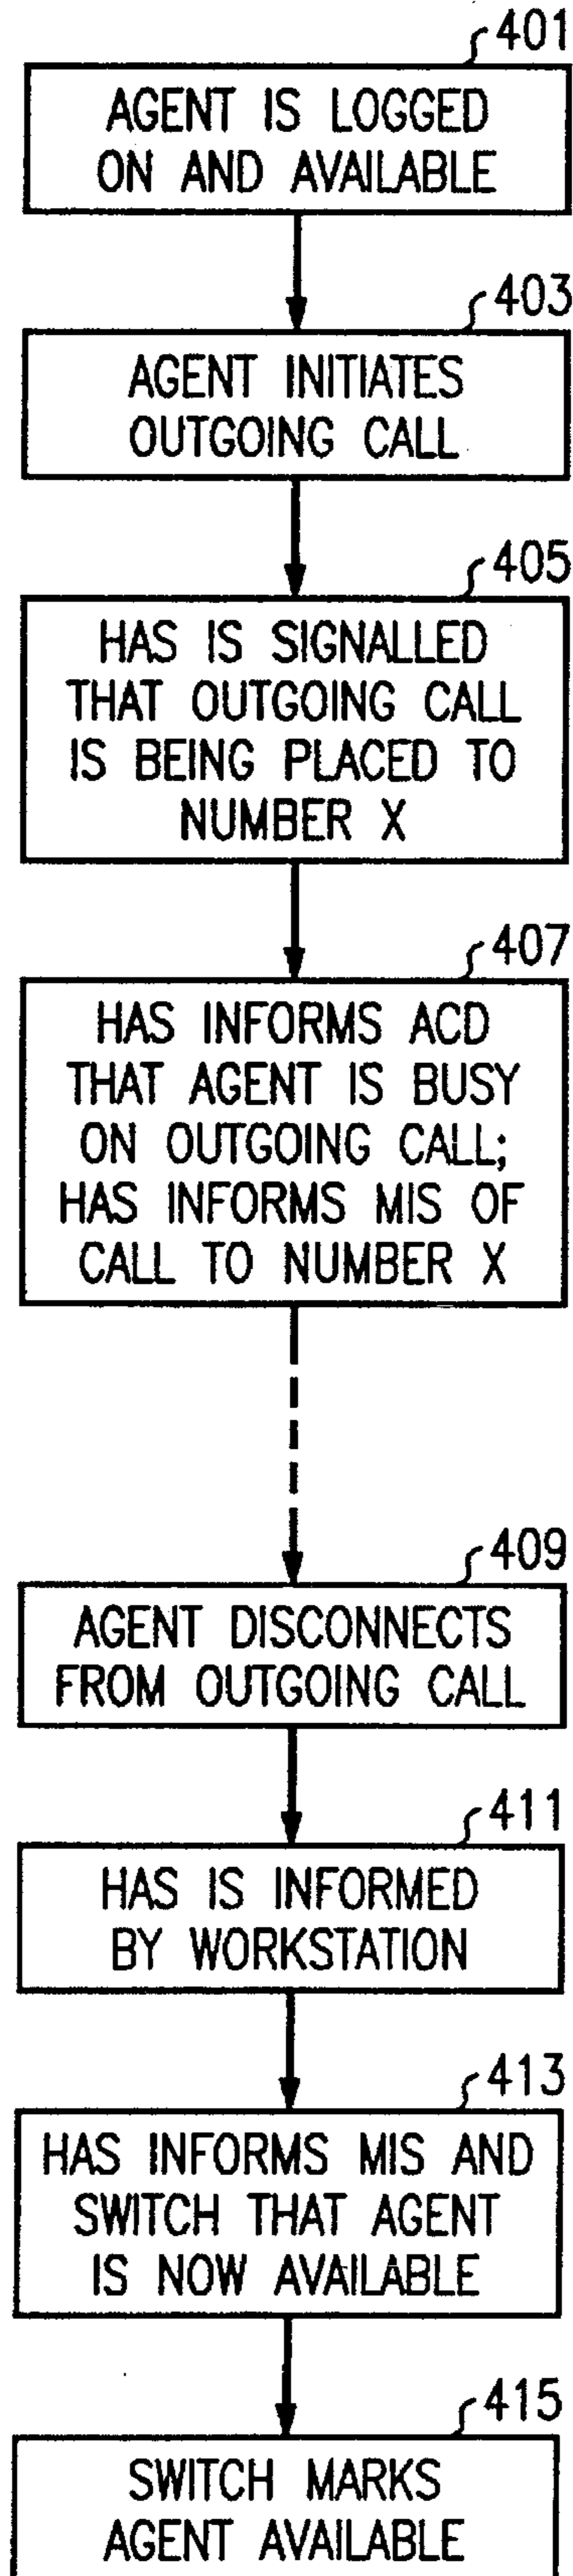 401
AGENT IS LOGGED
ON AND AVAILABLE
403
AGENT INITIATES
OUTGOING CALL
405
HAS IS SIGNALLED
THAT OUTGOING CALL
IS BEING PLACED TO
NUMBER X
407
HAS INFORMS ACD
THAT AGENT IS BUSY
ON OUTGOING CALL;
HAS INFORMS MIS OF
CALL TO NUMBER X
409
AGENT DISCONNECTS
FROM OUTGOING CALL
411
HAS IS INFORMED
BY WORKSTATION
413
HAS INFORMS MIS AND
SWITCH THAT AGENT
IS NOW AVAILABLE
415
SWITCH MARKS
AGENT AVAILABLE